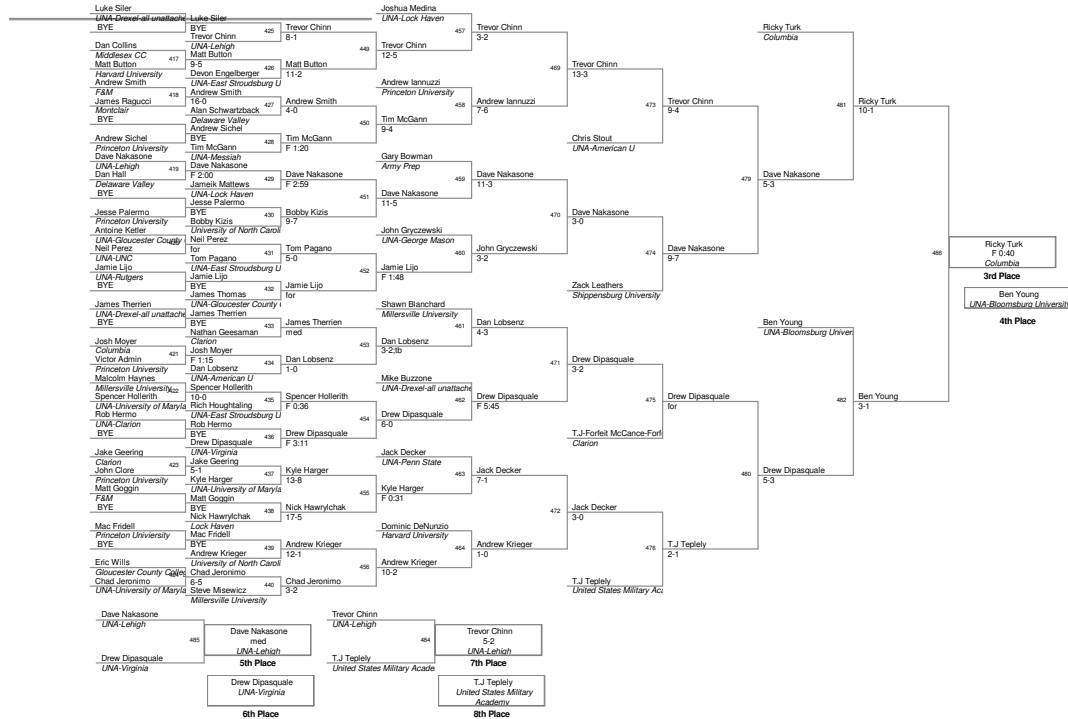 Luke Siler
UNA-Drexel-all unattache
BYE
Dan Collins
Middlesex CC
417
Matt Button
Harvard University
Andrew Smith
F&M
418
James Ragucci
Montclair
BYE
Andrew Sichel
Princeton University
Dave Nakasone
UNA-Lehigh
419
Dan Hall
Delaware Valley
BYE
Jesse Palermo
Princeton University
Antoine Ketler
UNA-Gloucester County
Neil Perez
UNA-UNC
Jamie Lijo
UNA-Rutgers
BYE
James Therrien
UNA-Drexel-all unattache
BYE
Josh Moyer
Columbia
421
Victor Admin
Princeton University
Malcolm Haynes
Millersville University
422
Spencer Hollerith
UNA-University of Maryla
Rob Hermo
UNA-Clarion
BYE
Jake Geering
Clarion
423
John Clore
Princeton University
Matt Goggin
F&M
BYE
Mac Fridell
Princeton Univiersity
BYE
Eric Wills
Gloucester County Colleg
Chad Jeronimo
UNA-University of Maryla
Luke Siler
BYE
425
Trevor Chinn
UNA-Lehigh
Matt Button
9-5
426
Devon Engelberger
UNA-East Stroudsburg U
Andrew Smith
16-0
427
Alan Schwartzback
Delaware Valley
Andrew Sichel
BYE
428
Tim McGann
UNA-Messiah
Dave Nakasone
F 2:00
429
Jameik Mattews
UNA-Lock Haven
Jesse Palermo
BYE
430
Bobby Kizis
University of North Caroli
Neil Perez
for
431
Tom Pagano
UNA-East Stroudsburg U
Jamie Lijo
BYE
432
James Thomas
UNA-Gloucester County (
James Therrien
BYE
433
Nathan Geesaman
Clarion
Josh Moyer
F 1:15
434
Dan Lobsenz
UNA-American U
Spencer Hollerith
10-0
435
Rich Houghtaling
UNA-East Stroudsburg U
Rob Hermo
BYE
436
Drew Dipasquale
UNA-Virginia
Jake Geering
5-1
437
Kyle Harger
UNA-University of Maryla
Matt Goggin
BYE
438
Nick Hawrylchak
Lock Haven
Mac Fridell
BYE
439
Andrew Krieger
University of North Caroli
Chad Jeronimo
6-5
440
Steve Misewicz
Millersville University
Trevor Chinn
8-1
449
Matt Button
11-2
Andrew Smith
4-0
450
Tim McGann
F 1:20
Dave Nakasone
F 2:59
451
Bobby Kizis
9-7
Tom Pagano
5-0
452
Jamie Lijo
for
James Therrien
med
453
Dan Lobsenz
1-0
Spencer Hollerith
F 0:36
454
Drew Dipasquale
F 3:11
Kyle Harger
13-8
455
Nick Hawrylchak
17-5
Andrew Krieger
12-1
456
Chad Jeronimo
3-2
Joshua Medina
UNA-Lock Haven
457
Trevor Chinn
12-5
Andrew Iannuzzi
Princeton University
458
Tim McGann
9-4
Gary Bowman
Army Prep
459
Dave Nakasone
11-5
John Gryczewski
UNA-George Mason
460
Jamie Lijo
F 1:48
Shawn Blanchard
Millersville University
461
Dan Lobsenz
3-2,tb
Mike Buzzone
UNA-Drexel-all unattache
462
Drew Dipasquale
6-0
Jack Decker
UNA-Penn State
463
Kyle Harger
F 0:31
Dominic DeNunzio
Harvard University
464
Andrew Krieger
10-2
Trevor Chinn
3-2
469
Andrew Iannuzzi
7-6
Dave Nakasone
11-3
470
John Gryczewski
3-2
Dan Lobsenz
4-3
471
Drew Dipasquale
F 5:45
Jack Decker
7-1
472
Andrew Krieger
1-0
Trevor Chinn
13-3
473
Chris Stout
UNA-American U
Dave Nakasone
3-0
474
Zack Leathers
Shippensburg University
Drew Dipasquale
3-2
475
T.J-Forfeit McCance-Forf
Clarion
Jack Decker
3-0
476
T.J Teplely
United States Military Aca
Trevor Chinn
9-4
479
Dave Nakasone
9-7
Drew Dipasquale
for
480
T.J Teplely
2-1
Ricky Turk
Columbia
481
Dave Nakasone
5-3
Ben Young
UNA-Bloomsburg Univer
482
Drew Dipasquale
5-3
Ricky Turk
10-1
486
Ben Young
3-1
Ricky Turk
F 0:40
Columbia
3rd Place
Ben Young
UNA-Bloomsburg University
4th Place
Dave Nakasone
UNA-Lehigh
485
Drew Dipasquale
UNA-Virginia
Dave Nakasone
med
UNA-Lehigh
5th Place
Drew Dipasquale
UNA-Virginia
6th Place
Trevor Chinn
UNA-Lehigh
484
T.J Teplely
United States Military Acade
Trevor Chinn
5-2
UNA-Lehigh
7th Place
T.J Teplely
United States Military
Academy
8th Place